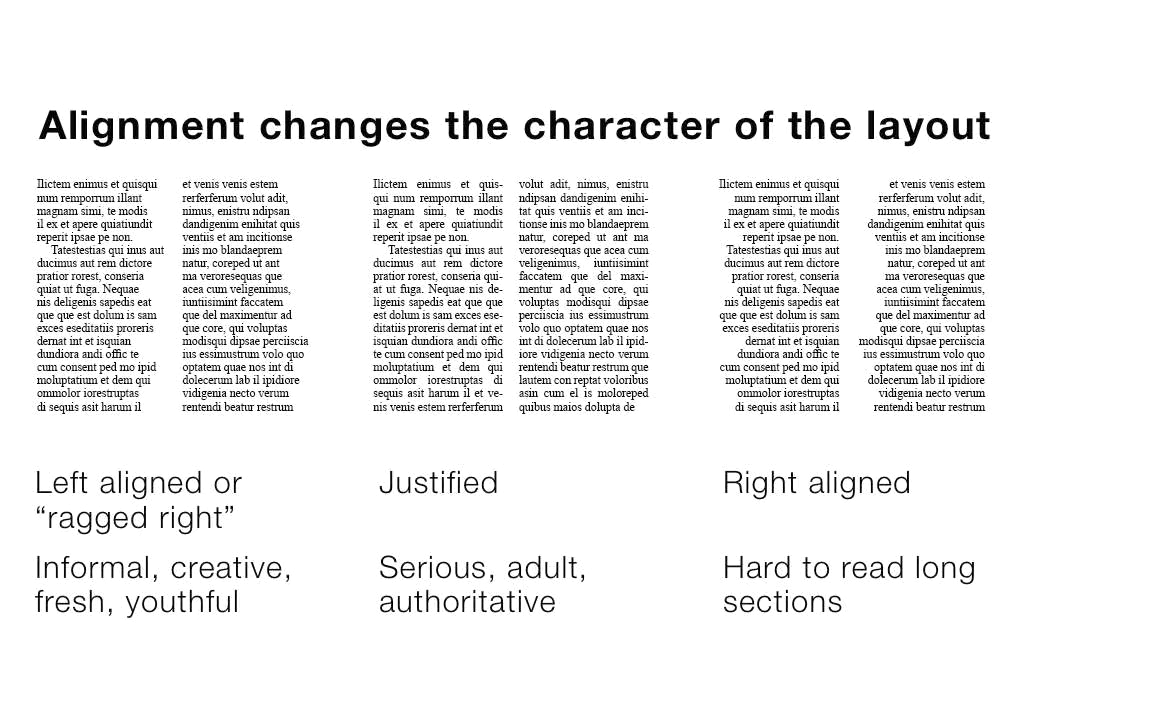 Alignment changes the character of the layout
Ilictem enimus et quisqui
num remporrum illant
magnam simi, te modis
il ex et apere quiatiundit
reperit ipsae pe non.
Tatestestias qui inus aut
ducimus aut rem dictore
pratior rorest, conseria
quiat ut fuga. Nequae
nis deligenis sapedis eat
que que est dolum is sam
exces eseditatiis proreris
dernat int et isquian
dundiora andi offic te
cum consent ped mo ipid
moluptatium et dem qui
ommolor iorestruptas
di sequis asit harum il
et venis venis estem
rerferferum volut adit,
nimus, enistru ndipsan
dandigenim enihitat quis
ventiis et am incitionse
inis mo blandaeprem
natur, coreped ut ant
ma veroresequas que
acea cum veligenimus,
iuntiisimint faccatem
que del maximentur ad
que core, qui voluptas
modisqui dipsae perciiscia
ius essimustrum volo quo
optatem quae nos int di
dolecerum lab il ipidiore
vidigenia necto verum
rentendi beatur restrum
Ilictem enimus et quis-
qui num remporrum illant
magnam simi, te modis
il ex et apere quiatiundit
reperit ipsae pe non.
Tatestestias qui inus aut
ducimus aut rem dictore
pratior rorest, conseria qui-
at ut fuga. Nequae nis de-
ligenis sapedis eat que que
est dolum is sam exces ese-
ditatiis proreris dernat int et
isquian dundiora andi offic
te cum consent ped mo ipid
moluptatium et dem qui
ommolor iorestruptas di
sequis asit harum il et ve-
nis venis estem rerferferum
volut adit, nimus, enistru
ndipsan dandigenim enihi-
tat quis ventiis et am inci-
tionse inis mo blandaeprem
natur, coreped ut ant ma
veroresequas que acea cum
veligenimus, iuntiisimint
faccatem que del maxi-
mentur ad que core, qui
voluptas modisqui dipsae
perciiscia ius essimustrum
volo quo optatem quae nos
int di dolecerum lab il ipid-
iore vidigenia necto verum
rentendi beatur restrum que
lautem con reptat voloribus
asin cum el is moloreped
quibus maios dolupta de
Ilictem enimus et quisqui
num remporrum illant
magnam simi, te modis
il ex et apere quiatiundit
reperit ipsae pe non.
Tatestestias qui inus aut
ducimus aut rem dictore
pratior rorest, conseria
quiat ut fuga. Nequae
nis deligenis sapedis eat
que que est dolum is sam
exces eseditatiis proreris
dernat int et isquian
dundiora andi offic te
cum consent ped mo ipid
moluptatium et dem qui
ommolor iorestruptas
di sequis asit harum il
et venis venis estem
rerferferum volut adit,
nimus, enistru ndipsan
dandigenim enihitat quis
ventiis et am incitionse
inis mo blandaeprem
natur, coreped ut ant
ma veroresequas que
acea cum veligenimus,
iuntiisimint faccatem
que del maximentur ad
que core, qui voluptas
modisqui dipsae perciiscia
ius essimustrum volo quo
optatem quae nos int di
dolecerum lab il ipidiore
vidigenia necto verum
rentendi beatur restrum
Left aligned or
“ragged right”
Informal, creative,
fresh, youthful
Justified
Serious, adult,
authoritative
Right aligned
Hard to read long
sections